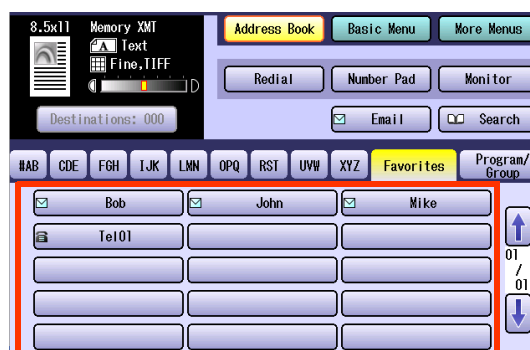 8.5x11 Memory XMT
A Text
Fine,TIFF
D
Destinations: 000
Address Book
Basic Menu
More Menus
Redial
Number Pad
Monitor
Email
Search
#AB
CDE
FGH
IJK
LMN
OPQ
RST
UVW
XYZ
Favorites
Program/
Group
Bob
John
Mike
Tel01
01
/
01